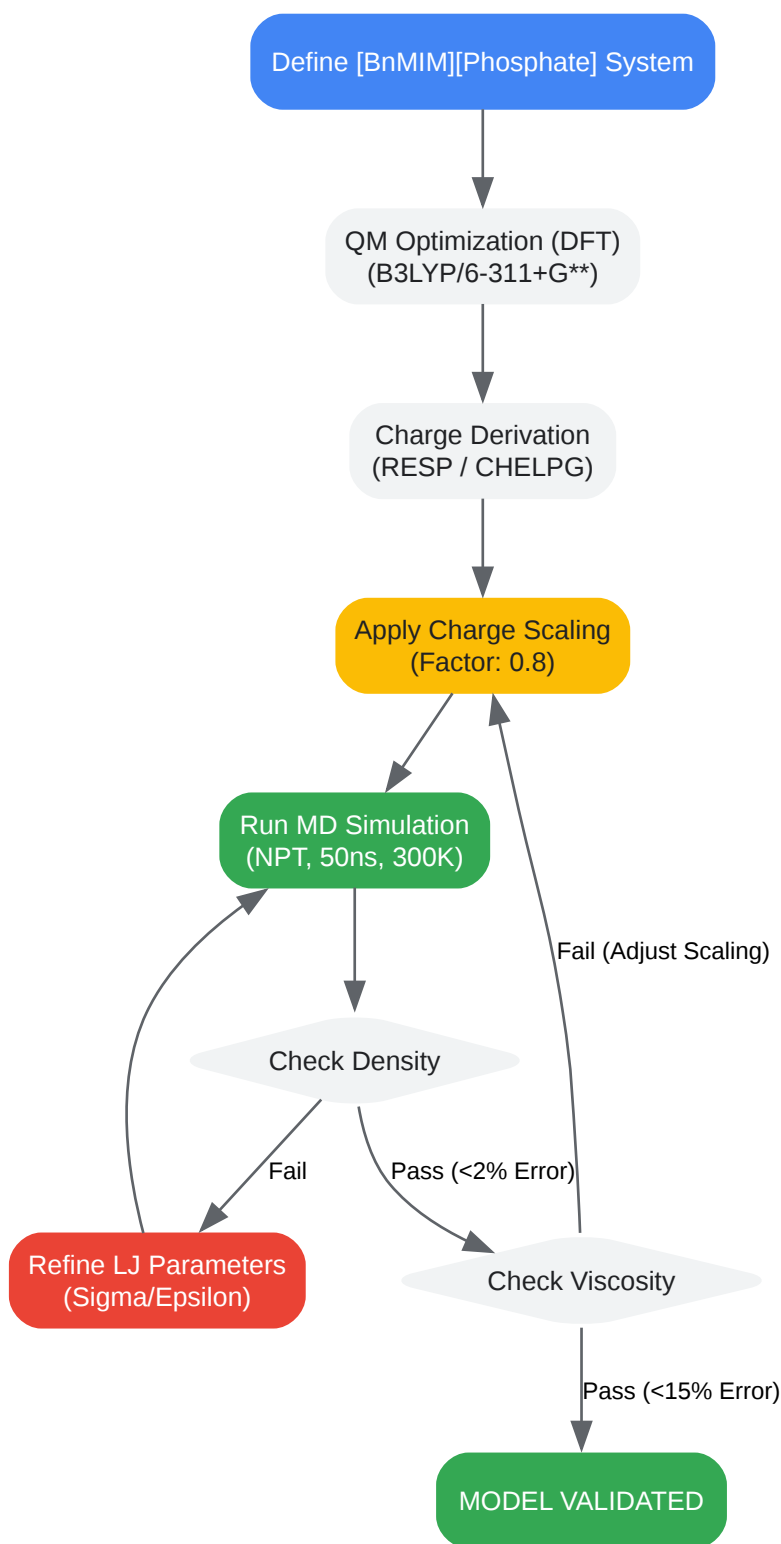 Define [BnMIM][Phosphate] System
QM Optimization (DFT)
(B3LYP/6-311+G**)
Charge Derivation
(RESP / CHELPG)
Apply Charge Scaling
(Factor: 0.8)
Run MD Simulation
(NPT, 50ns, 300K)
Fail (Adjust Scaling)
Check Density
Fail
Pass (<2% Error)
Refine LJ Parameters
(Sigma/Epsilon)
Check Viscosity
Pass (<15% Error)
MODEL VALIDATED